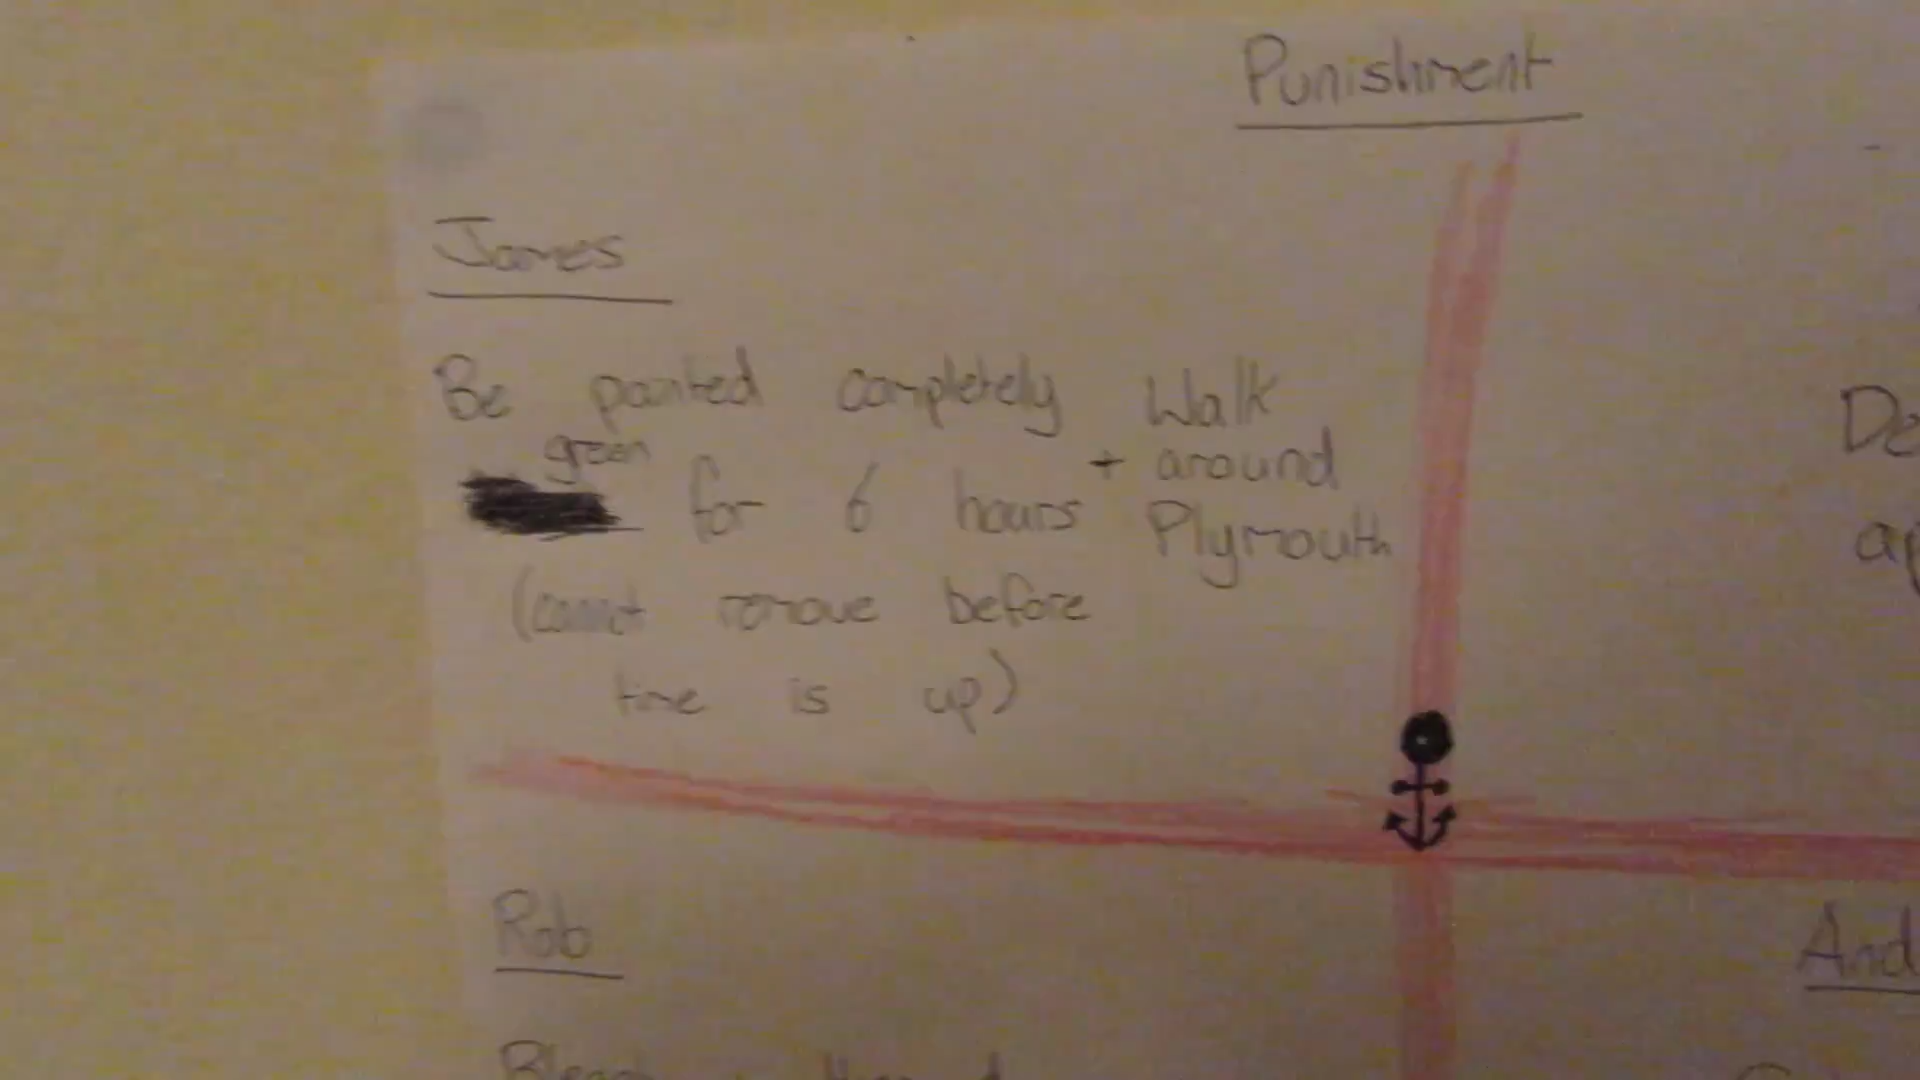 Punishment
James
Be painted completely
green for 6 hours + Walk around Plymouth
(cannot remove before
time is up)
Rob